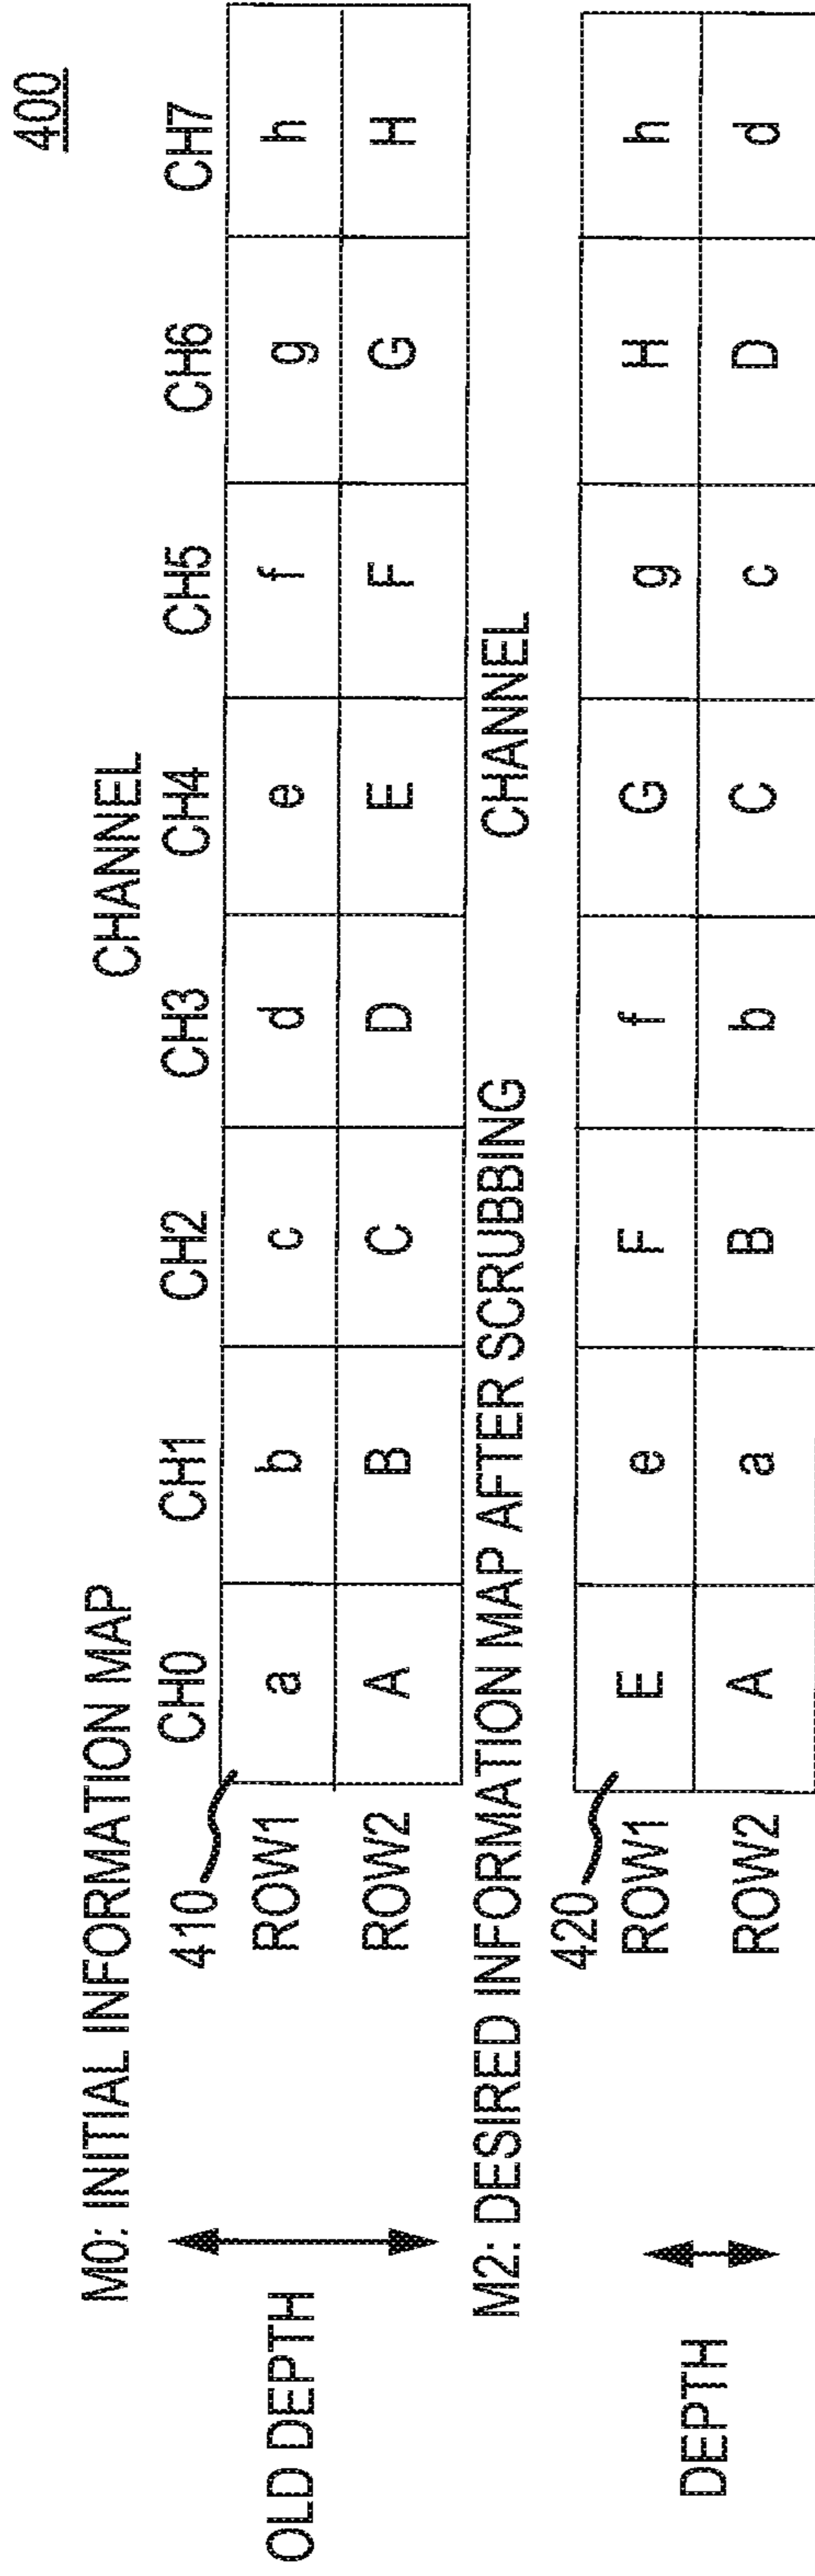 400
M0: INITIAL INFORMATION MAP
CHANNEL
CH0 CH1 CH2 CH3 CH4 CH5 CH6 CH7
410
OLD DEPTH
ROW1 a b c d e f g h
ROW2 A B C D E F G H
M2: DESIRED INFORMATION MAP AFTER SCRUBBING
CHANNEL
420
DEPTH
ROW1 E e F f G g H h
ROW2 A a B b C c D d